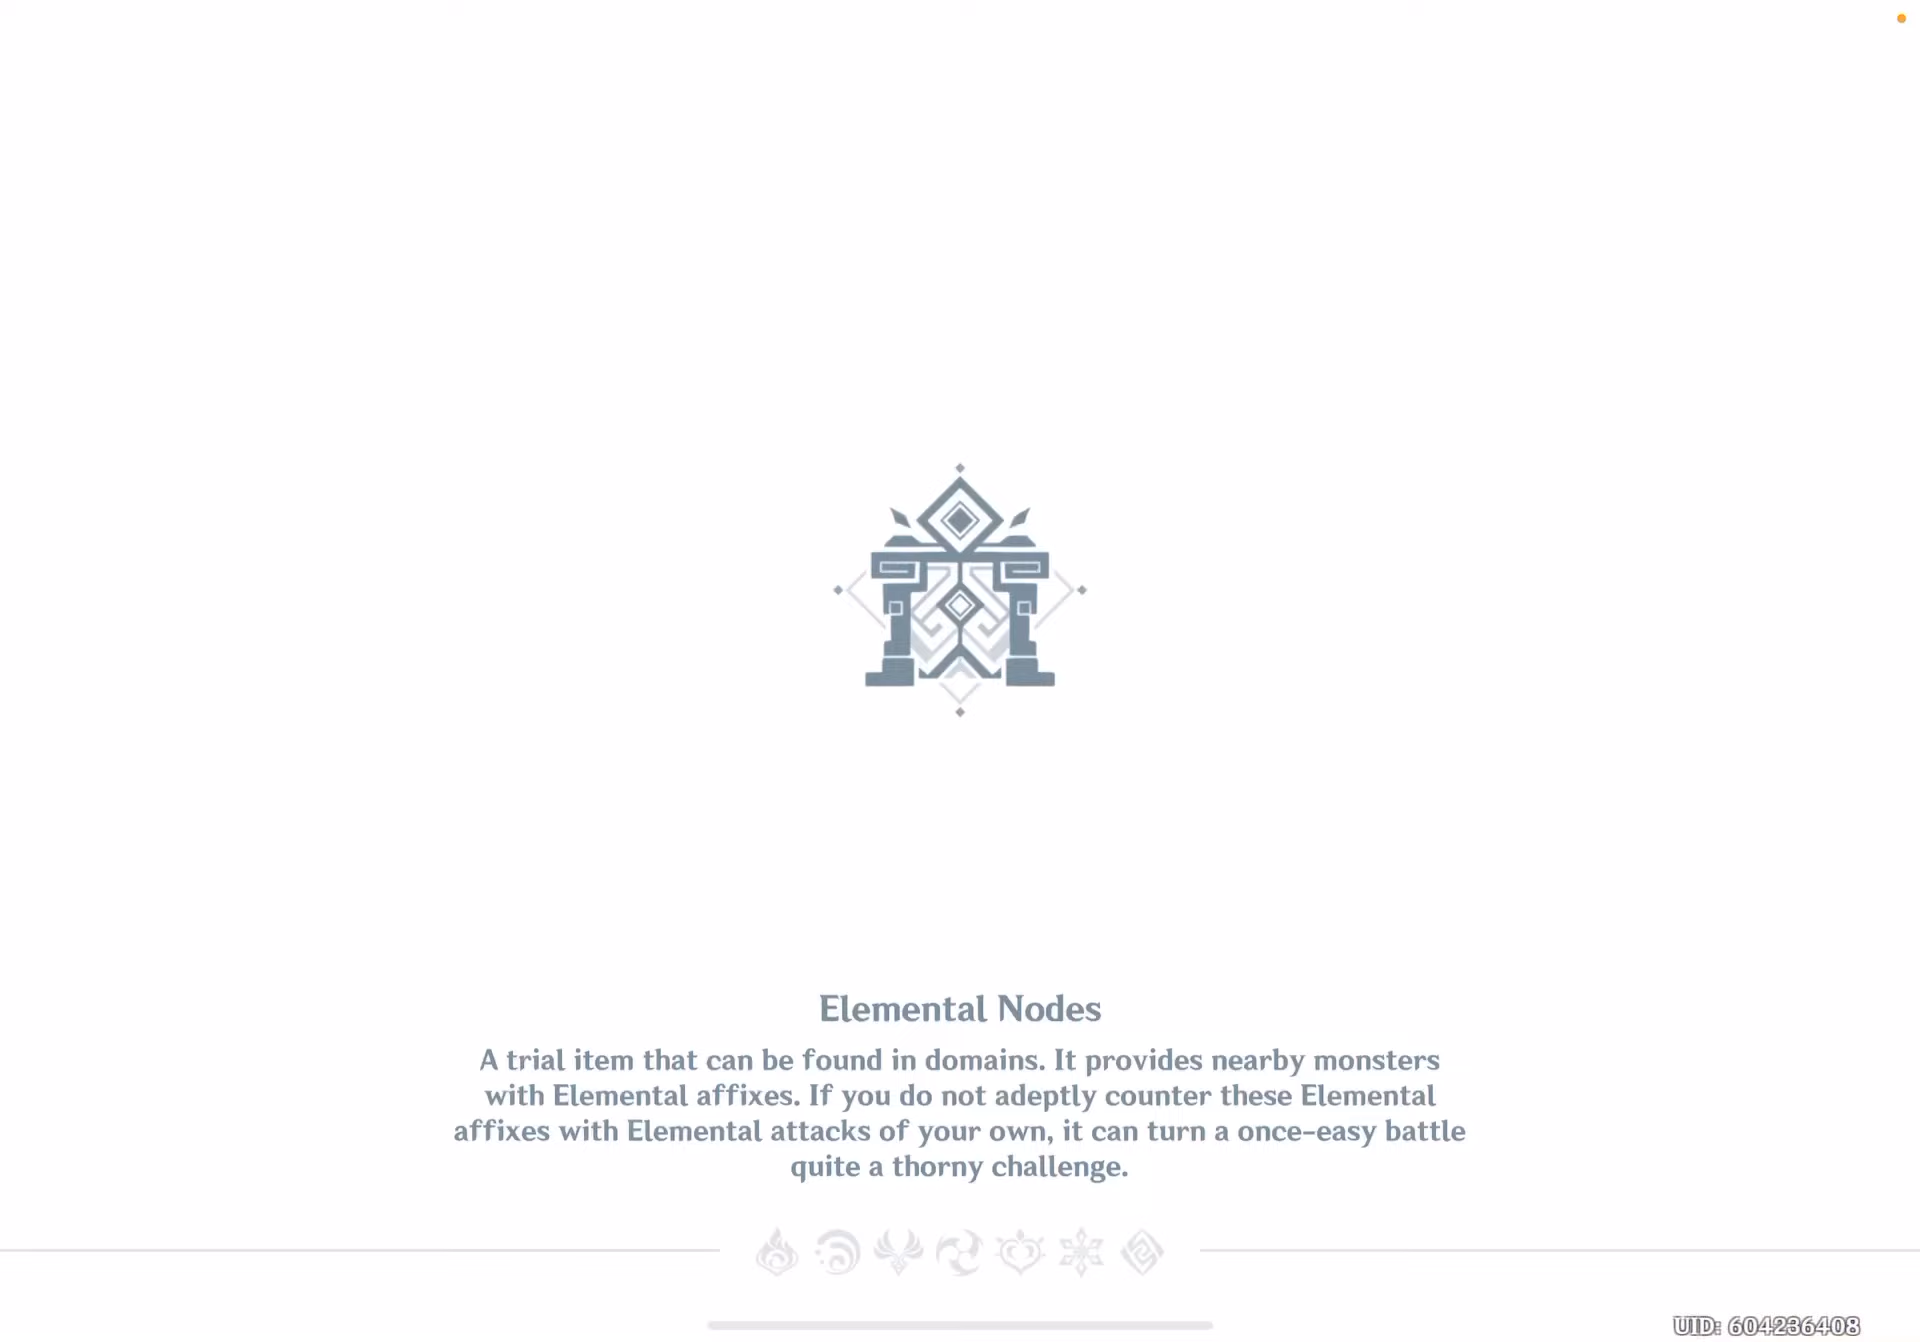 Elemental Nodes
A trial item that can be found in domains. It provides nearby monsters
with Elemental affixes. If you do not adeptly counter these Elemental
affixes with Elemental attacks of your own, it can turn a once-easy battle
quite a thorny challenge.
UID: 604236408